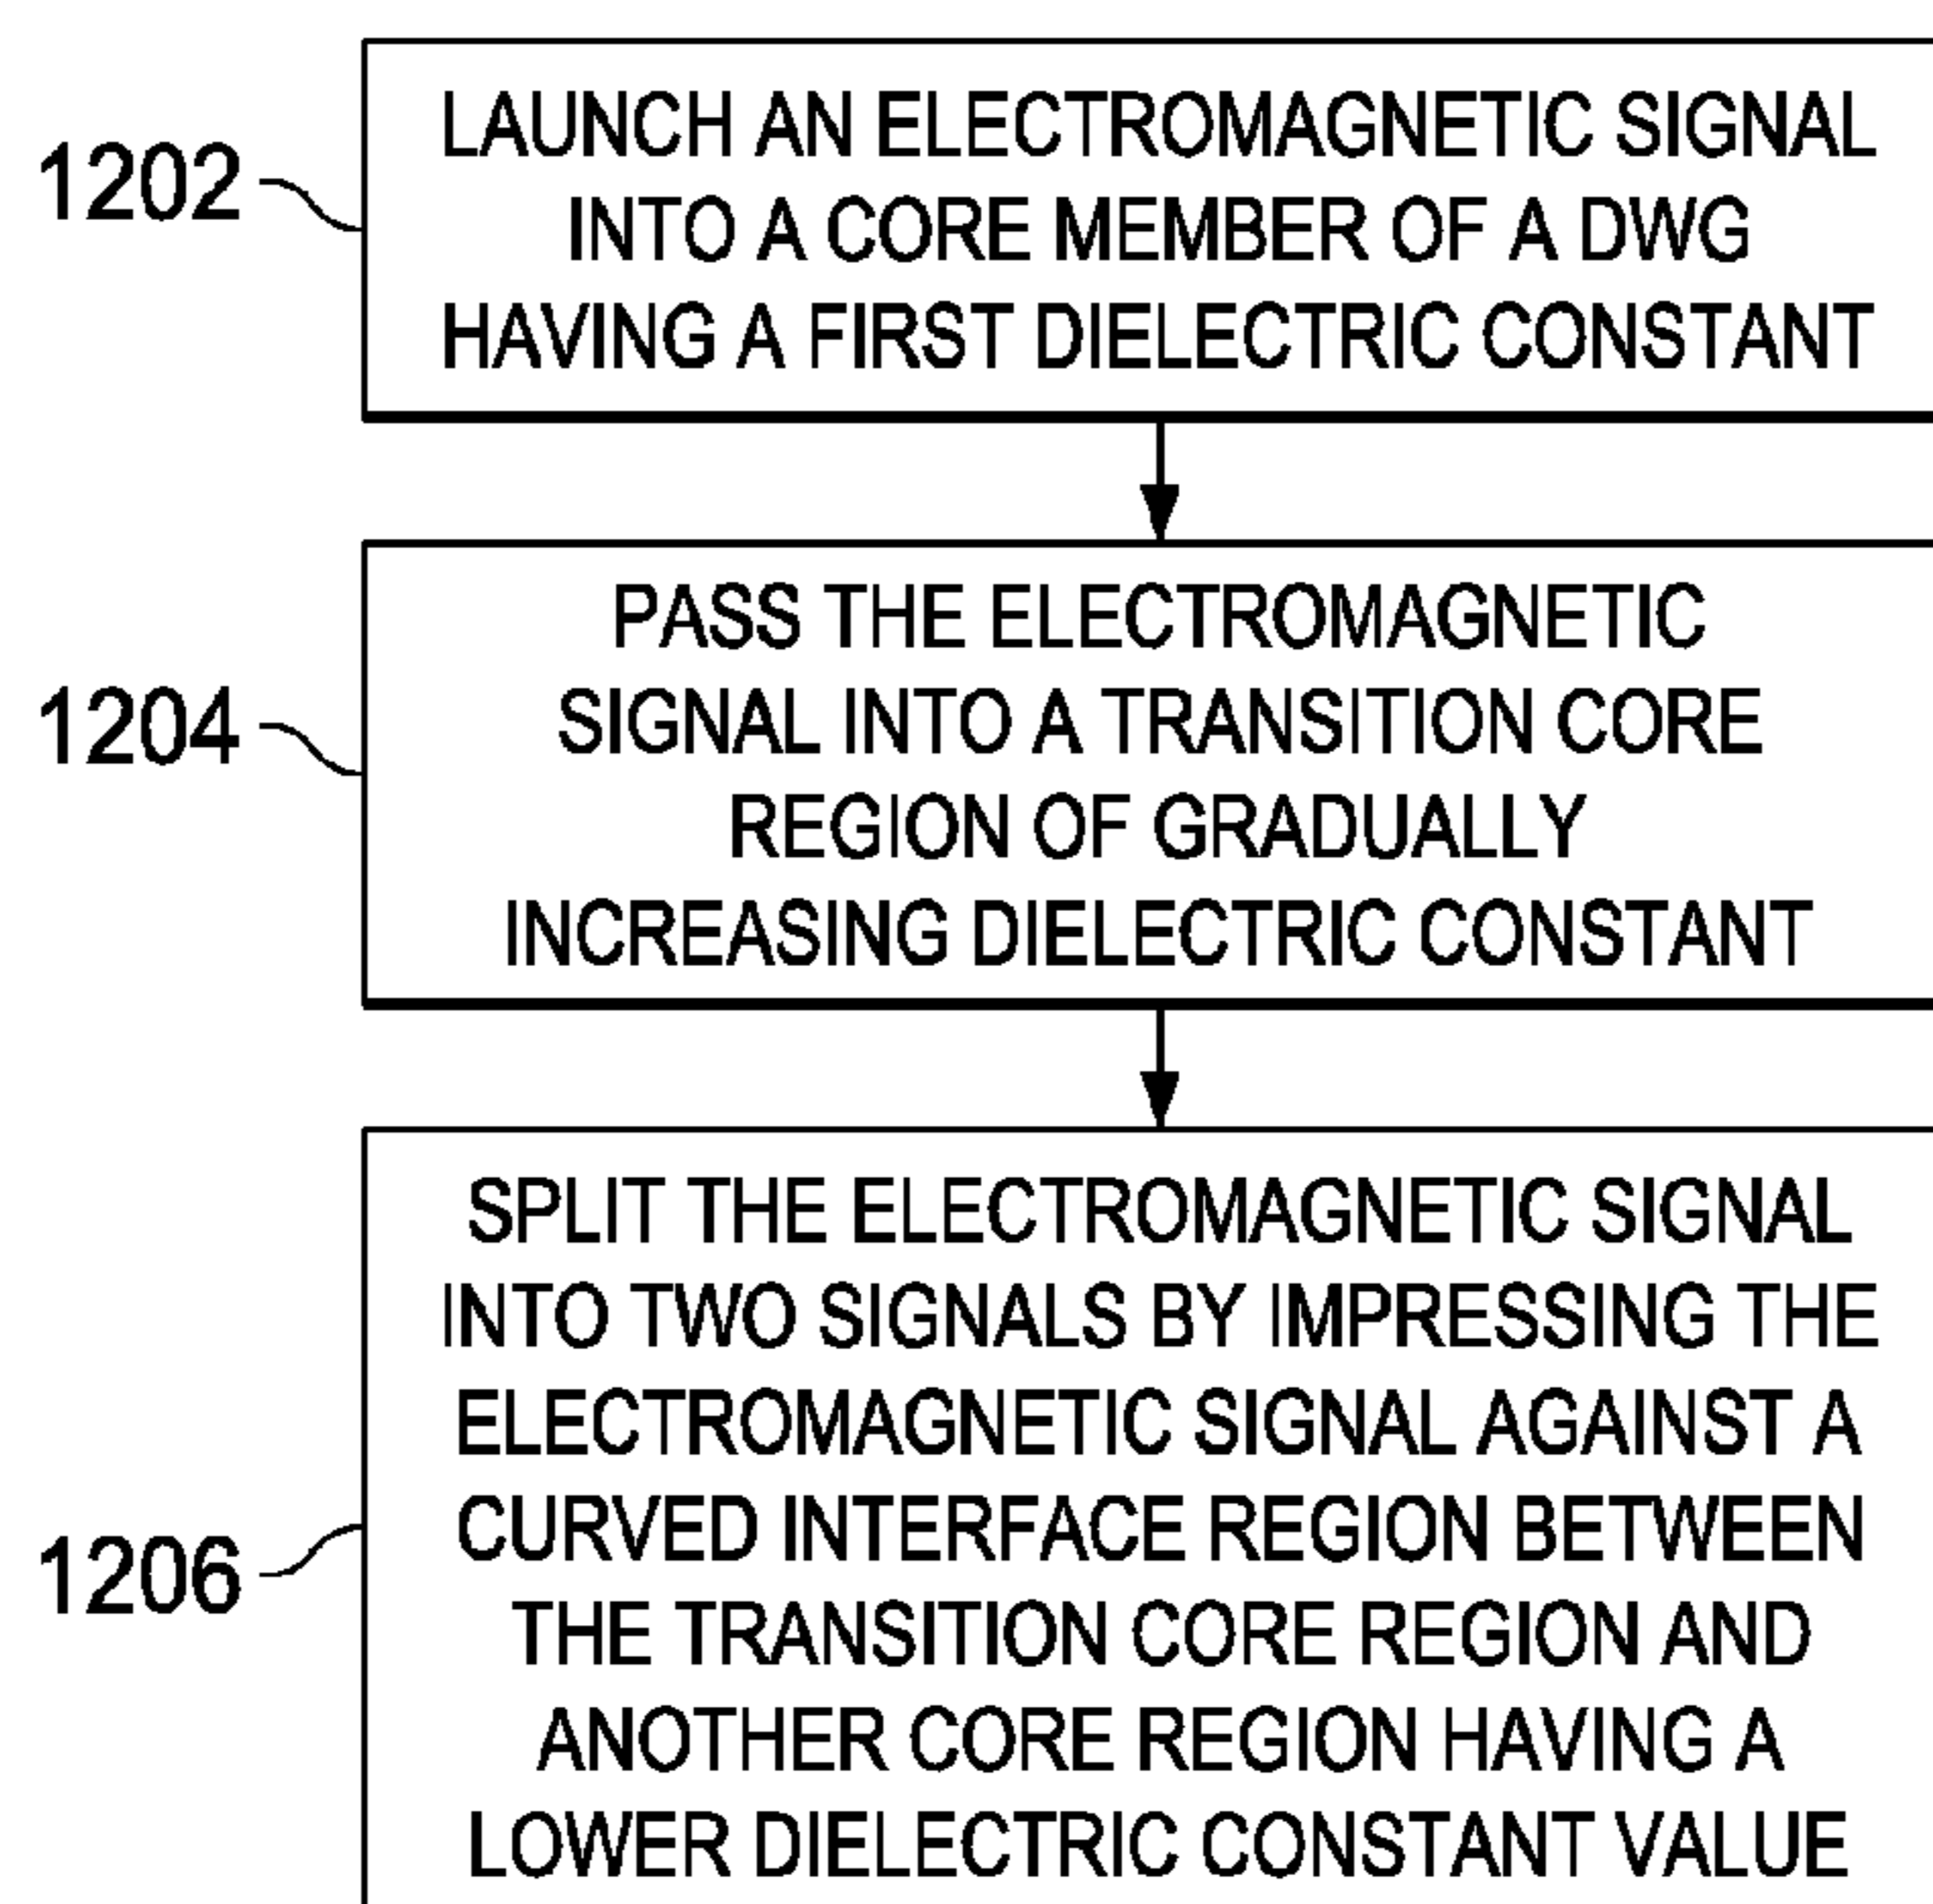 1202
LAUNCH AN ELECTROMAGNETIC SIGNAL
INTO A CORE MEMBER OF A DWG
HAVING A FIRST DIELECTRIC CONSTANT
1204
PASS THE ELECTROMAGNETIC
SIGNAL INTO A TRANSITION CORE
REGION OF GRADUALLY
INCREASING DIELECTRIC CONSTANT
1206
SPLIT THE ELECTROMAGNETIC SIGNAL
INTO TWO SIGNALS BY IMPRESSING THE
ELECTROMAGNETIC SIGNAL AGAINST A
CURVED INTERFACE REGION BETWEEN
THE TRANSITION CORE REGION AND
ANOTHER CORE REGION HAVING A
LOWER DIELECTRIC CONSTANT VALUE